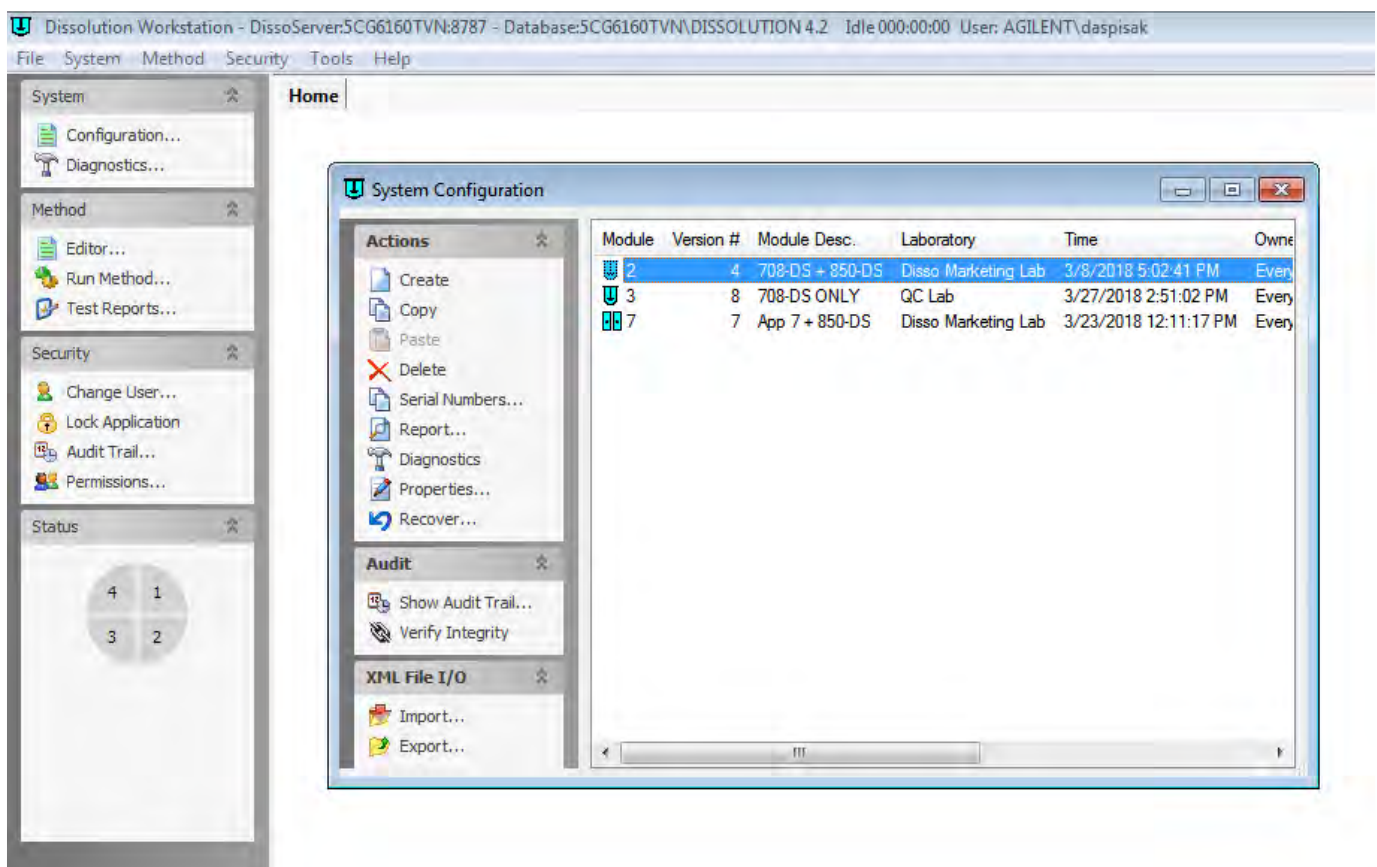 Dissolution Workstation - DissoServer:5CG6160TVN:8787 - Database:5CG6160TVN\DISSOLUTION 4.2 Idle 000:00:00 User: AGILENT\daspisak
File System Method Security Tools Help
System
Configuration...
Diagnostics...
Method
Editor...
Run Method...
Test Reports...
Security
Change User...
Lock Application
Audit Trail...
Permissions...
Status
4 1
3 2
Home
System Configuration
Actions
Create
Copy
Paste
Delete
Serial Numbers...
Report...
Diagnostics
Properties...
Recover...
Audit
Show Audit Trail...
Verify Integrity
XML File I/O
Import...
Export...
Module Version # Module Desc. Laboratory Time Owne
2 4 708-DS + 850-DS Disso Marketing Lab 3/8/2018 5:02:41 PM Every
3 8 708-DS ONLY QC Lab 3/27/2018 2:51:02 PM Every
7 7 App 7 + 850-DS Disso Marketing Lab 3/23/2018 12:11:17 PM Every